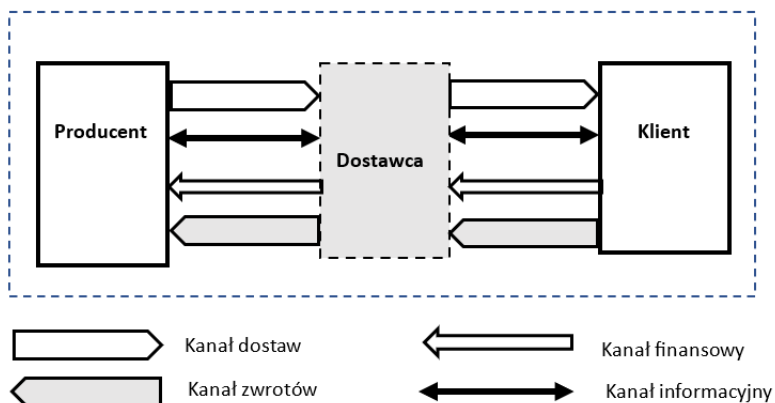 Producent
Dostawca
Klient
Kanał dostaw
Kanał finansowy
Kanał zwrotów
Kanał informacyjny